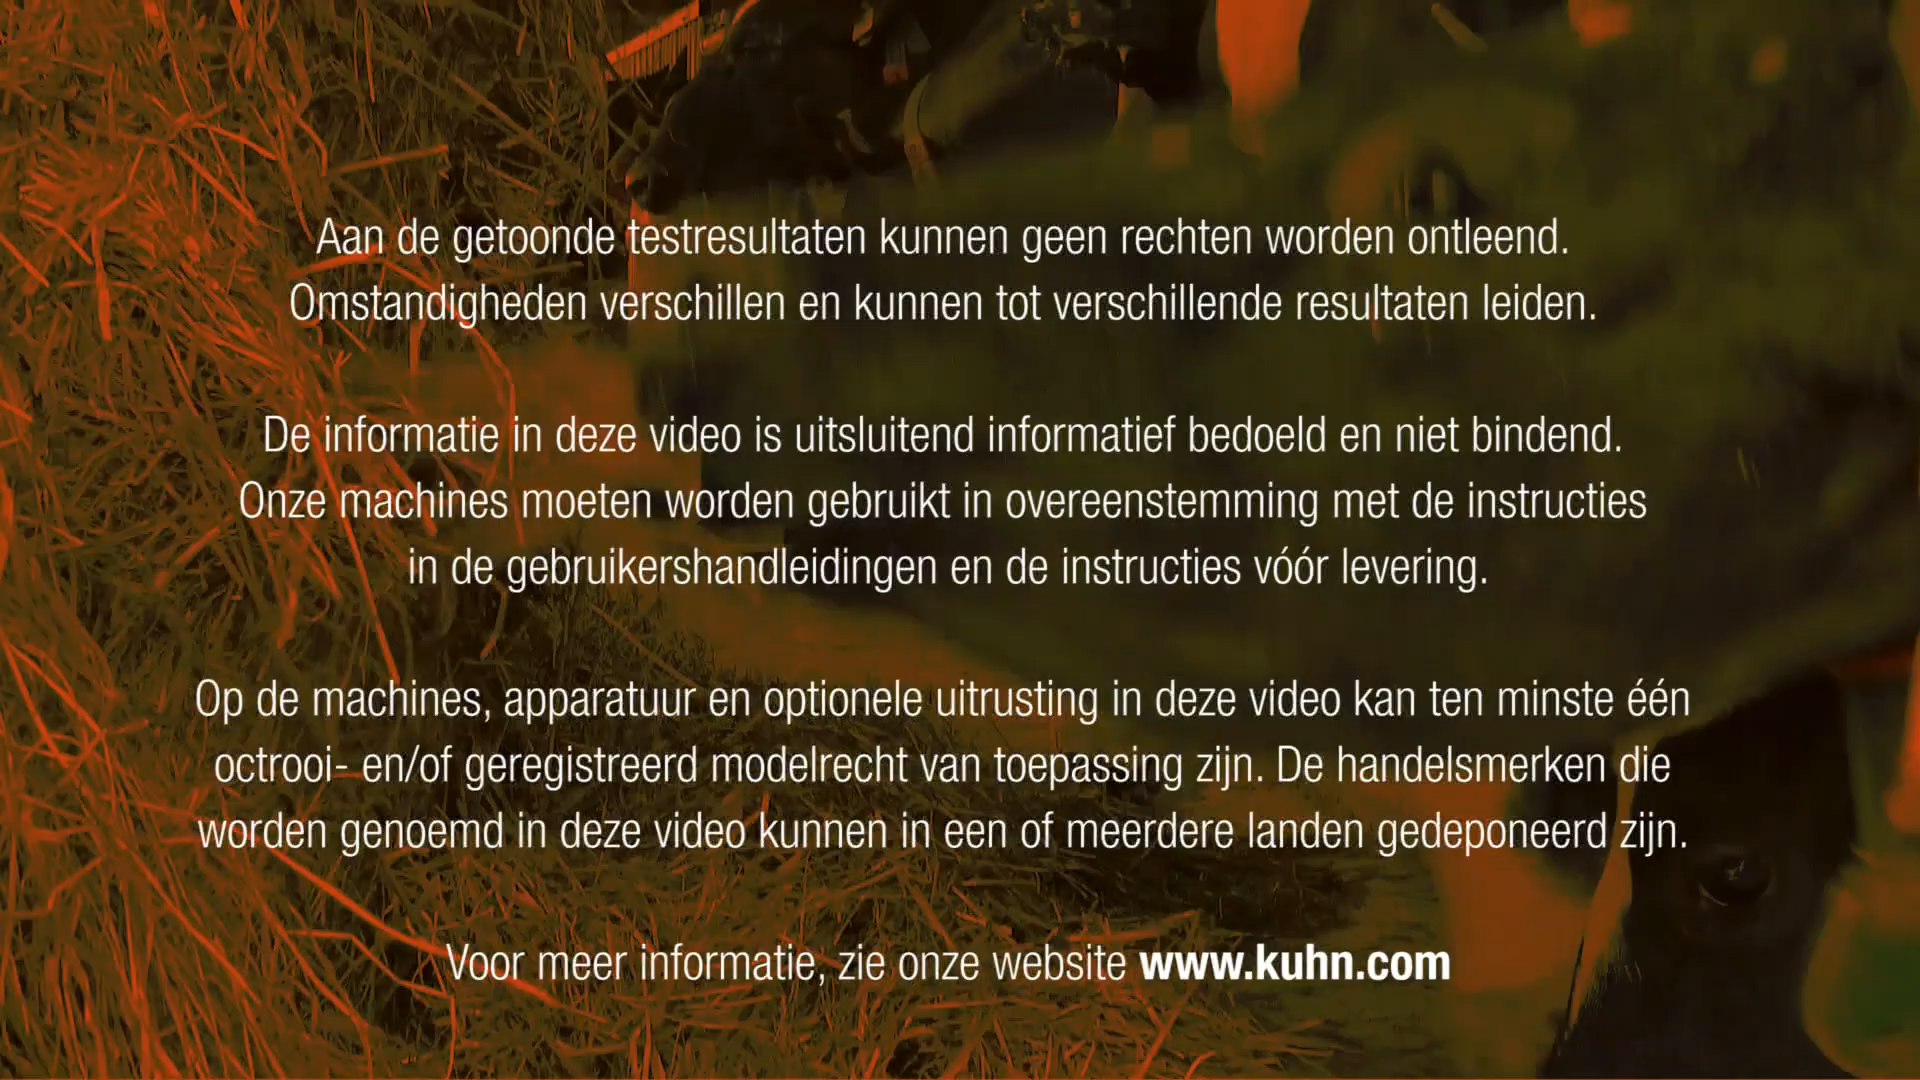 Aan de getoonde testresultaten kunnen geen rechten worden ontleend.
Omstandigheden verschillen en kunnen tot verschillende resultaten leiden.
De informatie in deze video is uitsluitend informatief bedoeld en niet bindend.
Onze machines moeten worden gebruikt in overeenstemming met de instructies
in de gebruikershandleidingen en de instructies vóór levering.
Op de machines, apparatuur en optionele uitrusting in deze video kan ten minste één
octrooi- en/of geregistreerd modelrecht van toepassing zijn. De handelsmerken die
worden genoemd in deze video kunnen in een of meerdere landen gedeponeerd zijn.
Voor meer informatie, zie onze website www.kuhn.com